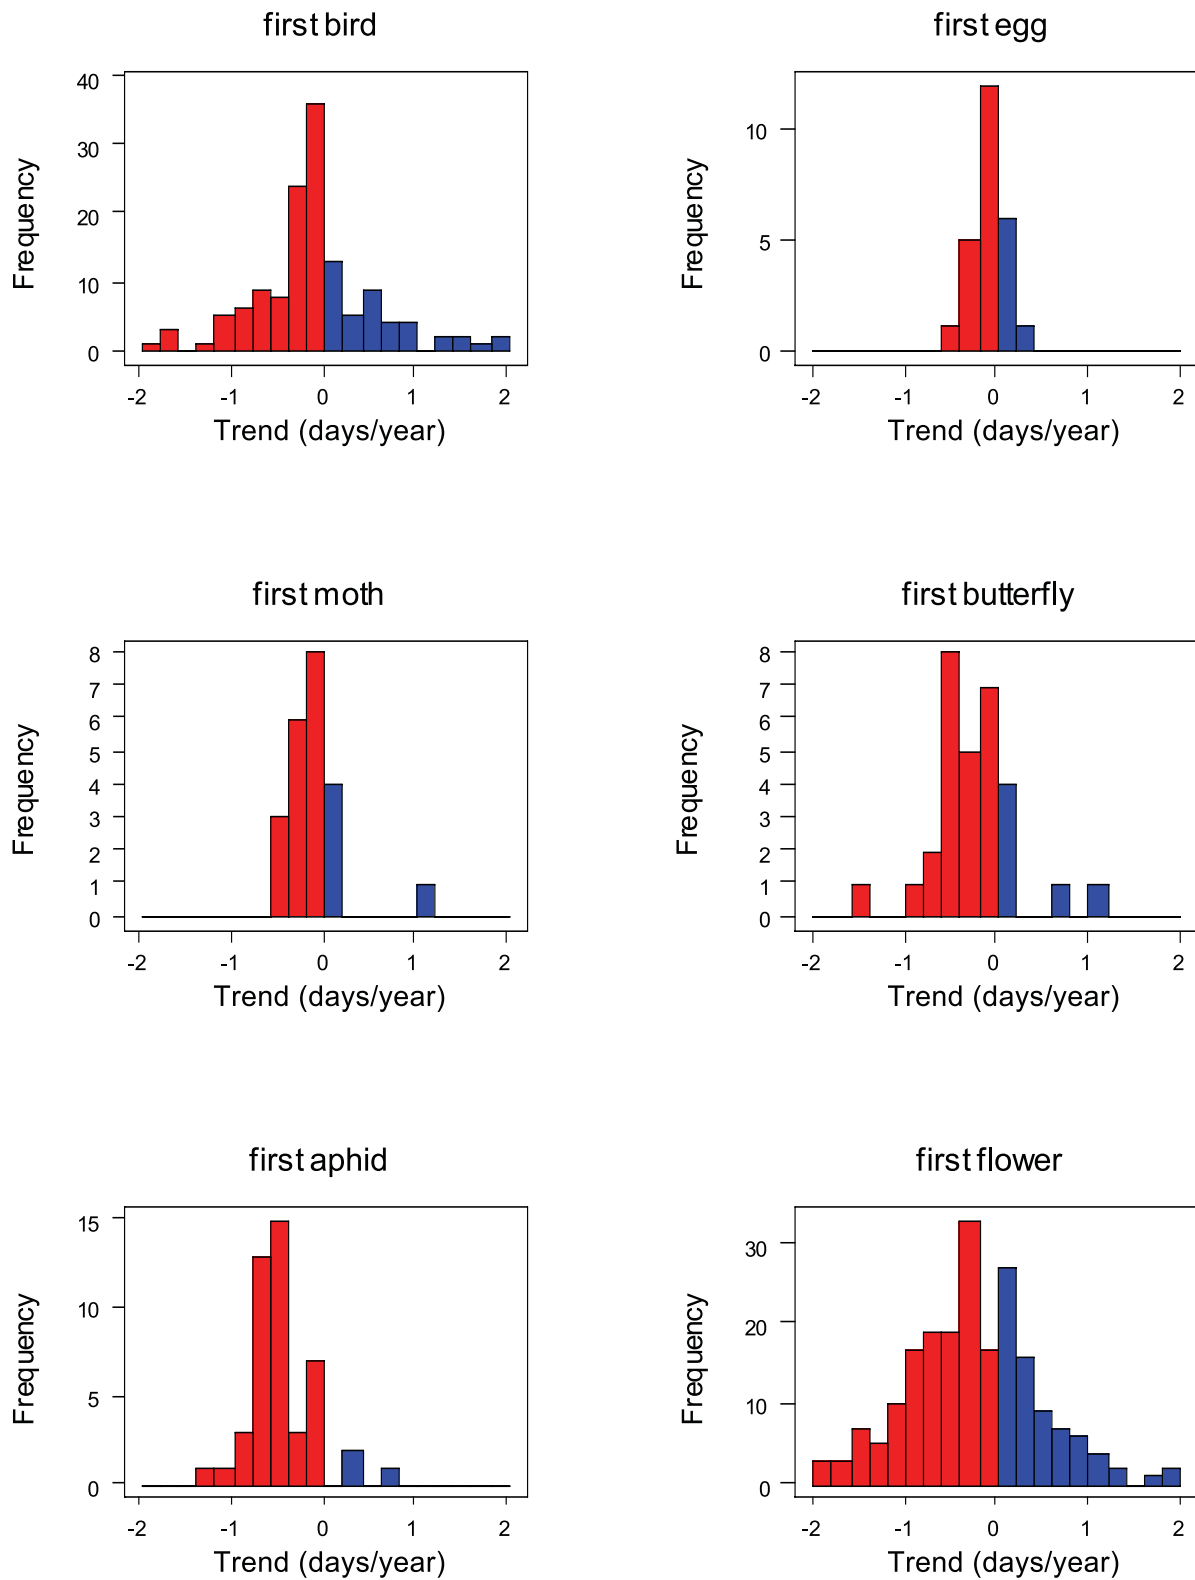 first bird
Frequency
40
30
20
10
0
-2 -1 0 1 2
Trend (days/year)
first egg
Frequency
10
5
0
-2 -1 0 1 2
Trend (days/year)
first moth
Frequency
8
7
6
5
4
3
2
1
0
-2 -1 0 1 2
Trend (days/year)
first butterfly
Frequency
8
7
6
5
4
3
2
1
0
-2 -1 0 1 2
Trend (days/year)
first aphid
Frequency
15
10
5
0
-2 -1 0 1 2
Trend (days/year)
first flower
Frequency
30
20
10
0
-2 -1 0 1 2
Trend (days/year)